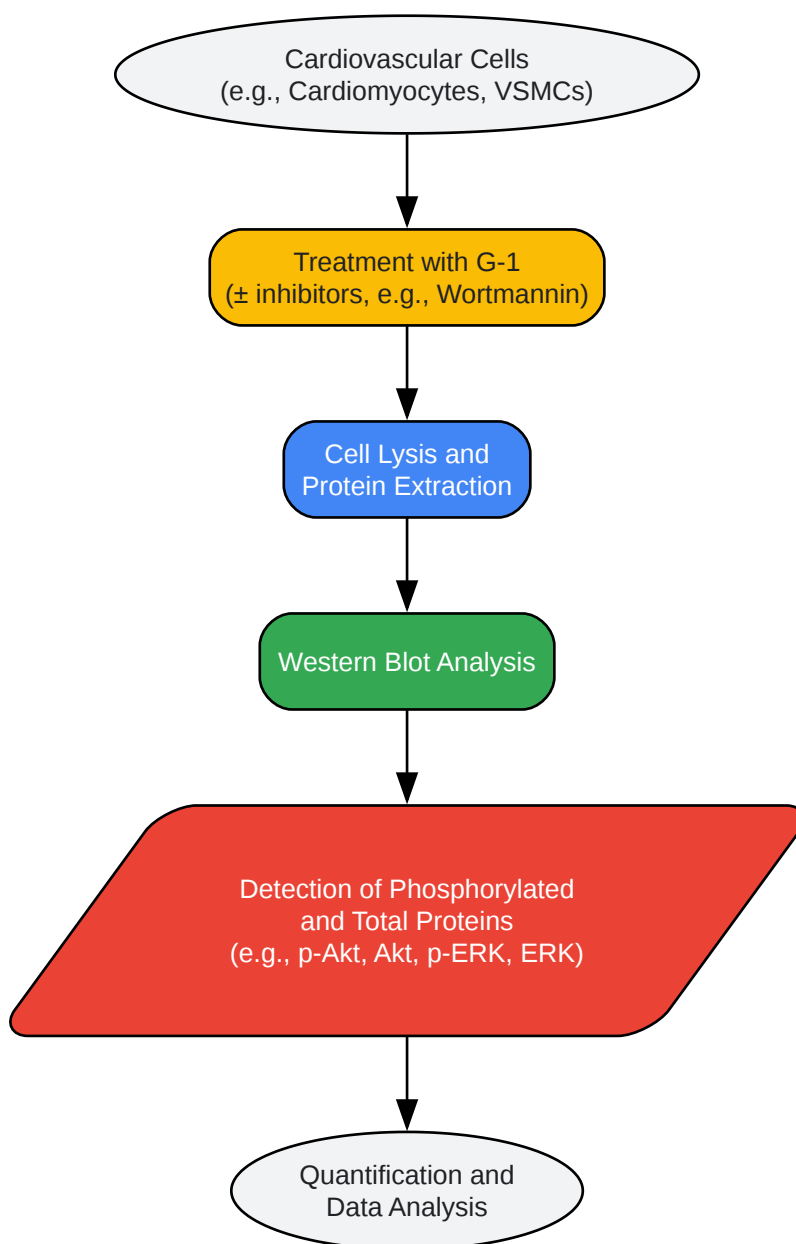 Cardiovascular Cells
(e.g., Cardiomyocytes, VSMCs)
Treatment with G-1
(± inhibitors, e.g., Wortmannin)
Cell Lysis and
Protein Extraction
Western Blot Analysis
Detection of Phosphorylated
and Total Proteins
(e.g., p-Akt, Akt, p-ERK, ERK)
Quantification and
Data Analysis